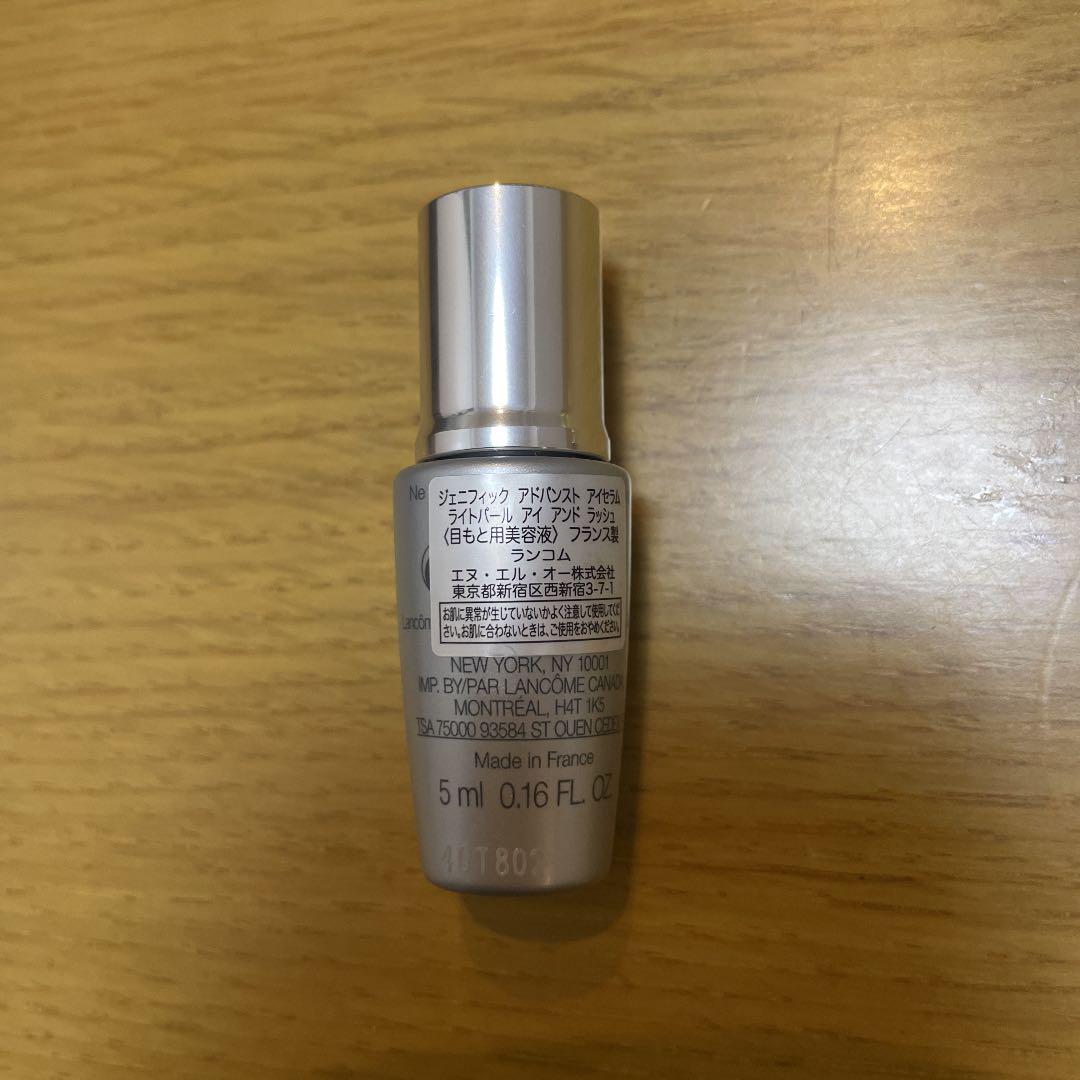 Ne
ジェニフィック アドバンスト アイセラム
ライトパール アイ アンド ラッシュ
〈目もと用美容液〉 フランス製
ランコム
エヌ・エル・オー株式会社
東京都新宿区西新宿3-7-1
お肌に異常が生じていないかよく注意して使用してくだ
さい。お肌に合わないときは、ご使用をおやめください。
Lancôm
NEW YORK, NY 10001
IMP. BY/PAR LANCÔME CANADA
MONTRÉAL, H4T 1K5
TSA 75000 93584 ST OUEN CEDE
Made in France
5 ml 0.16 FL. OZ